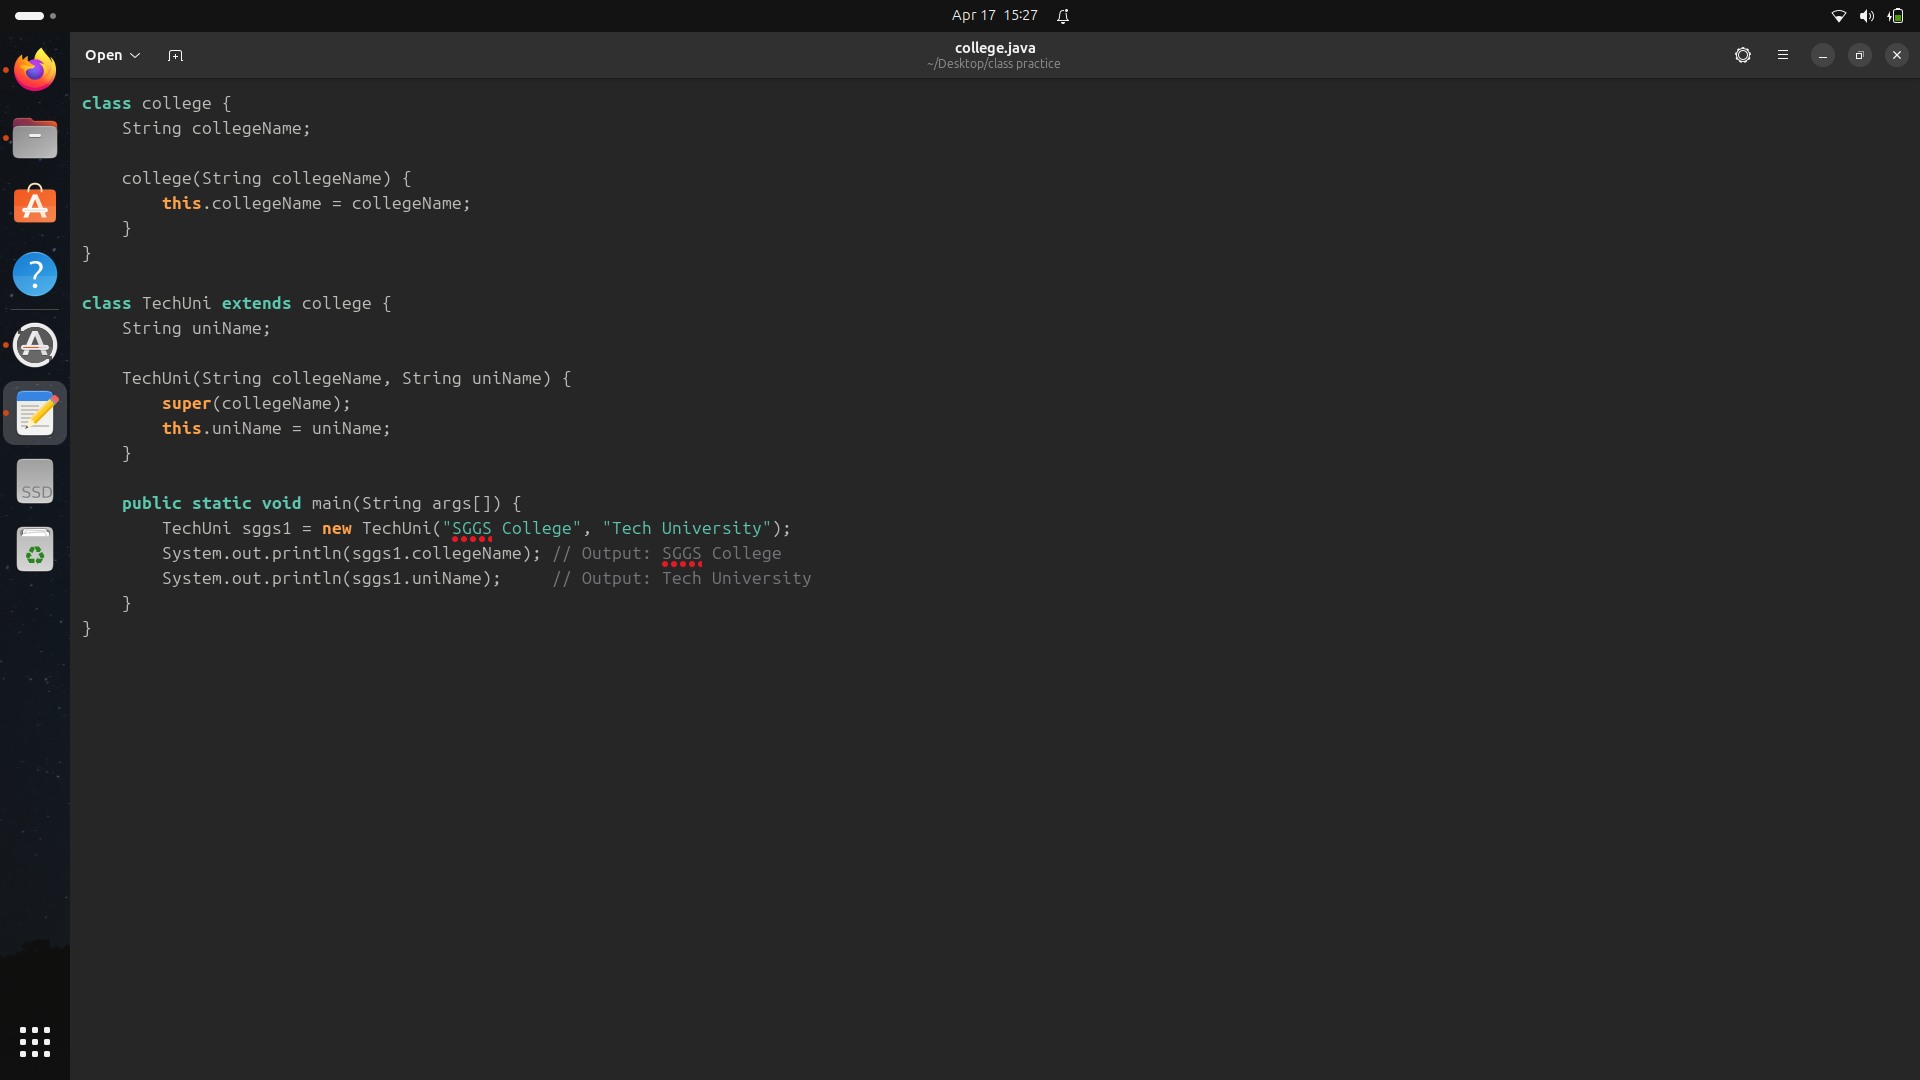 Apr 17  15:27
Open
college.java
~/Desktop/class practice
class college {
    String collegeName;

    college(String collegeName) {
        this.collegeName = collegeName;
    }
}

class TechUni extends college {
    String uniName;

    TechUni(String collegeName, String uniName) {
        super(collegeName);
        this.uniName = uniName;
    }

    public static void main(String args[]) {
        TechUni sggs1 = new TechUni("SGGS College", "Tech University");
        System.out.println(sggs1.collegeName); // Output: SGGS College
        System.out.println(sggs1.uniName);     // Output: Tech University
    }
}
SSD